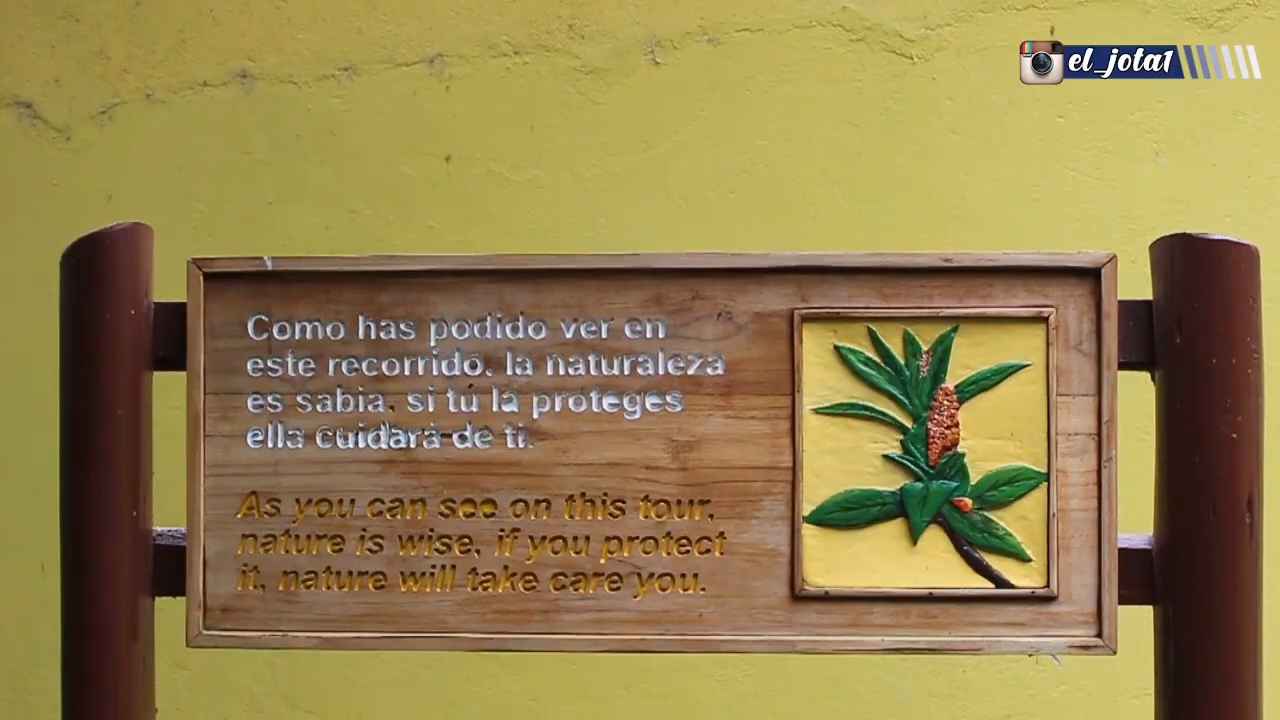 el_jota1
Como has podido ver en
este recorrido, la naturaleza
es sabia, si tú la proteges
ella cuidará de ti.
As you can see on this tour,
nature is wise, if you protect
it, nature will take care you.